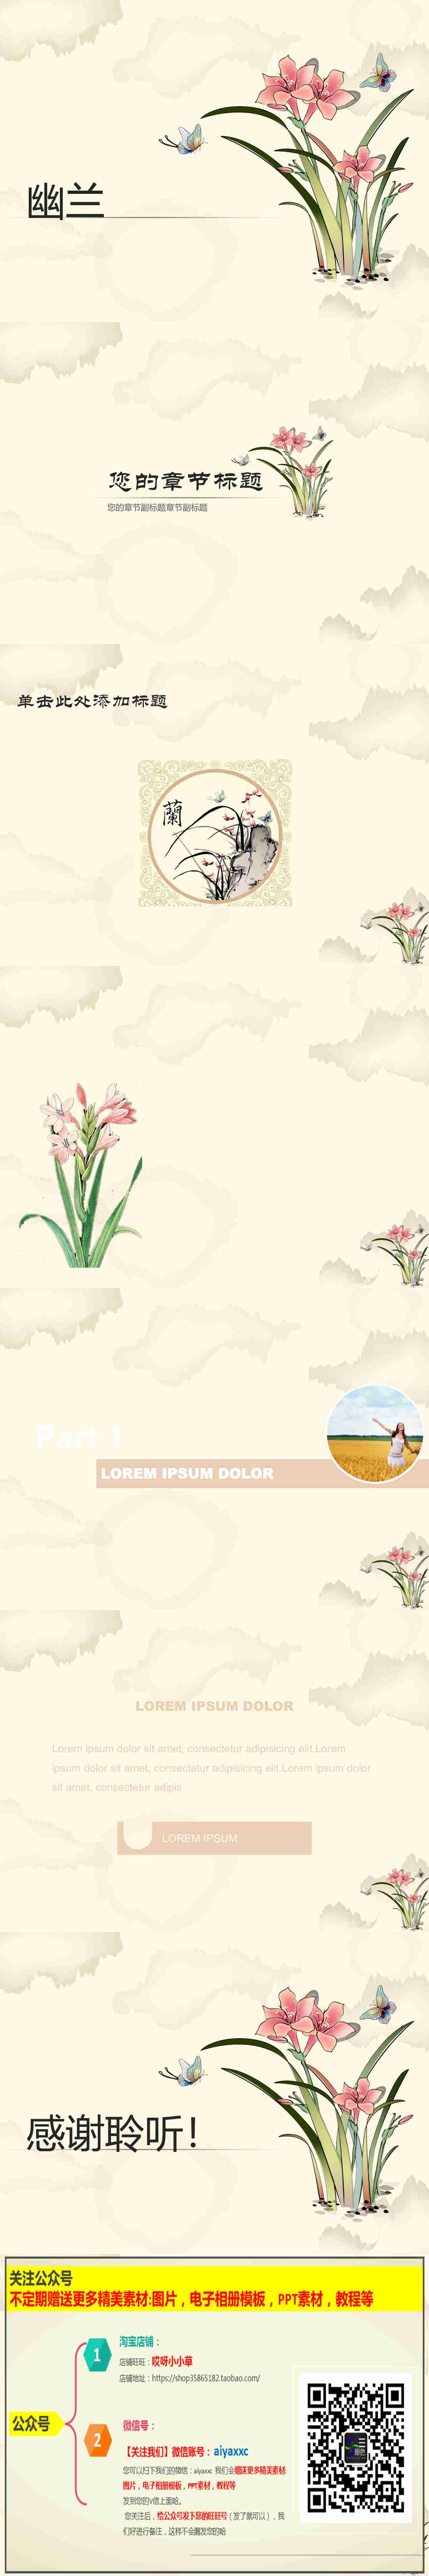 幽兰
您的章节标题
您的章节副标题章节副标题
单击此处添加标题
蘭
Part 1
LOREM IPSUM DOLOR
LOREM IPSUM DOLOR
Lorem ipsum dolor sit amet, consectetur adipisicing elit.Lorem
ipsum dolor sit amet, consectetur adipisicing elit.Lorem ipsum dolor
sit amet, consectetur adipis
LOREM IPSUM
感谢聆听!
关注公众号
不定期赠送更多精美素材:图片，电子相册模板，PPT素材，教程等
公众号
1
淘宝店铺：
店铺旺旺：哎呀小小草
店铺地址：https://shop35865182.taobao.com/
2
微信号：
【关注我们】微信账号：aiyaxxc
您可以扫下我们的微信：aiyaxxc 我们会赠送更多精美素材:
图片，电子相册模板，PPT素材，教程等
发到您的V信上面哈。
您关注后，给公众号发下您的旺旺号（发了就可以），我
们好进行备注，这样不会漏发您的哈